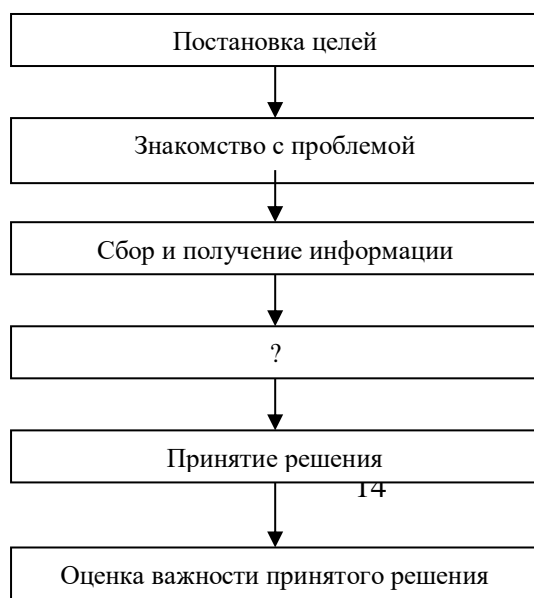 Постановка целей
Знакомство с проблемой
Сбор и получение информации
?
Принятие решения
14
Оценка важности принятого решения